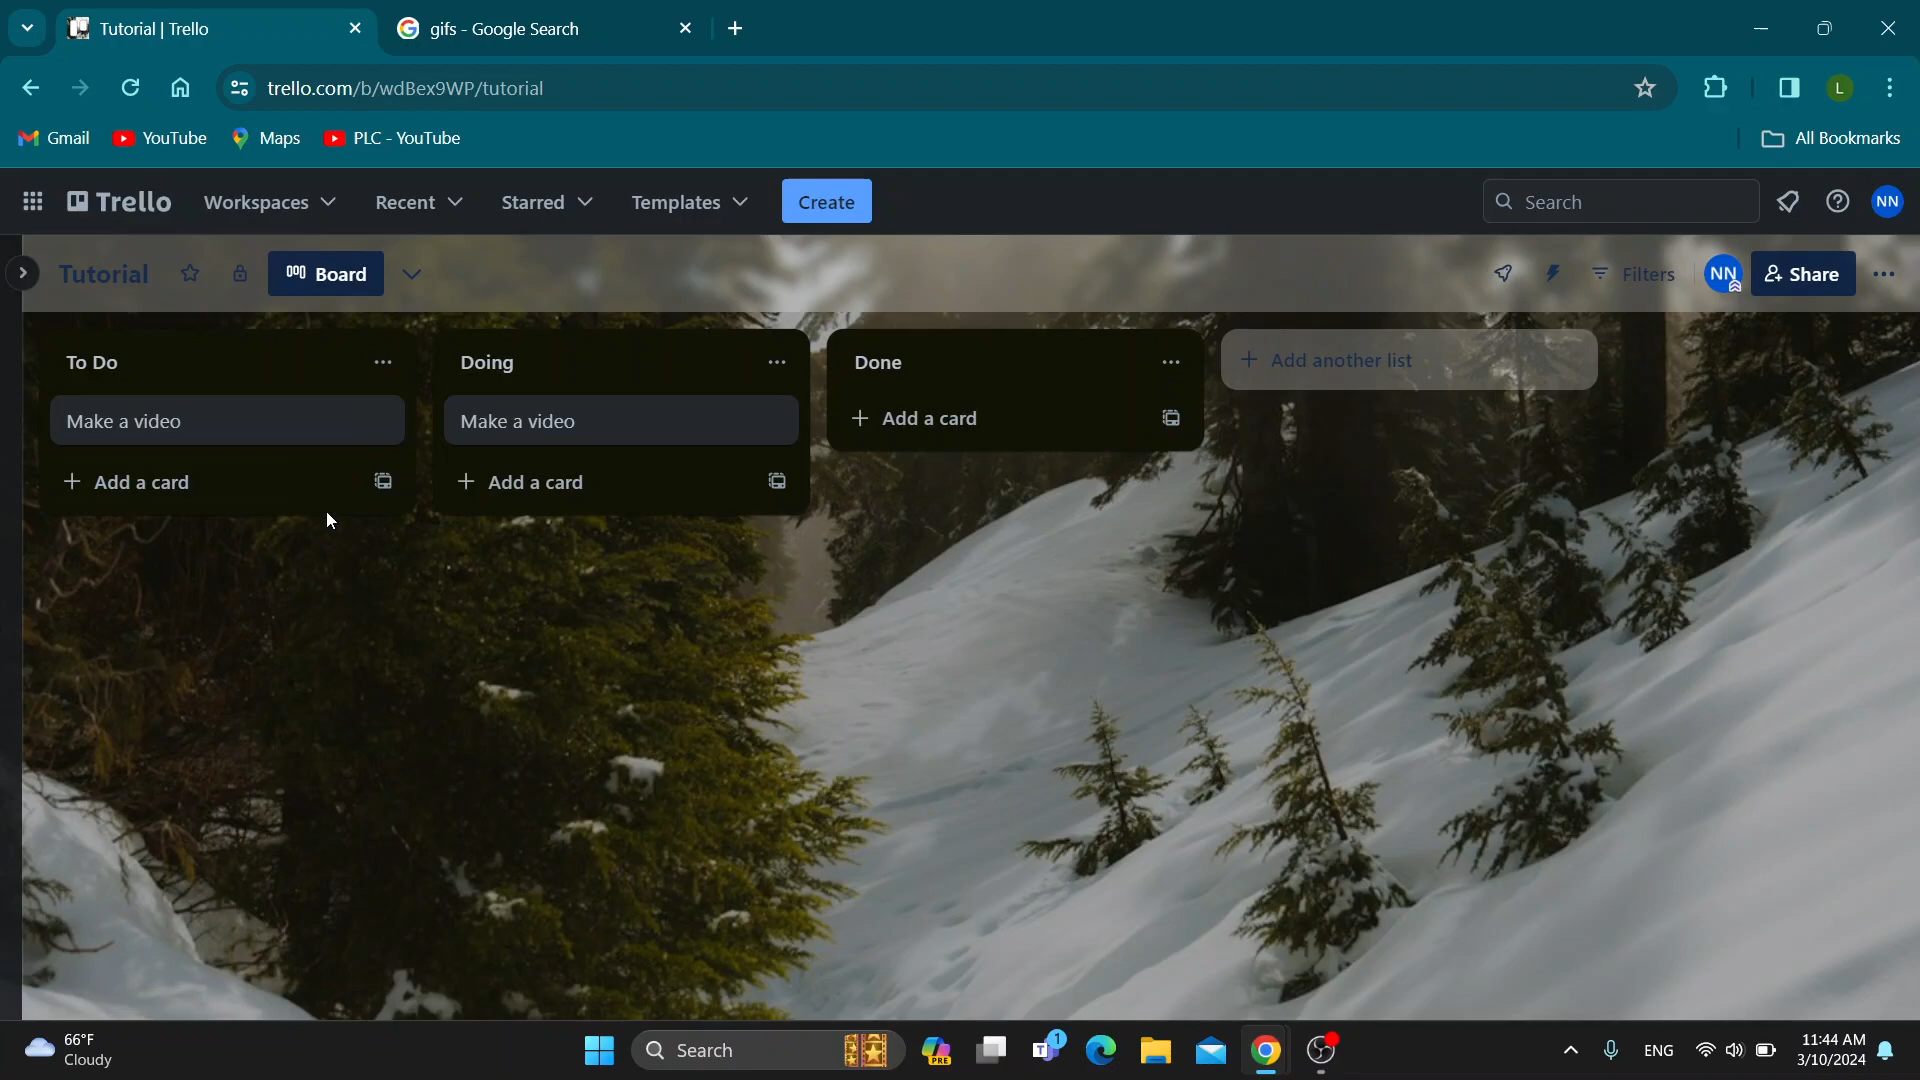 Tutorial | Trello
gifs - Google Search
trello.com/b/wdBex9WP/tutorial
L
Gmail
YouTube
Maps
PLC - YouTube
All Bookmarks
Trello
Workspaces
Recent
Starred
Templates
Create
Search
NN
Tutorial
Board
Filters
NN
Share
To Do
Doing
Done
Add another list
Make a video
Make a video
Add a card
Add a card
Add a card
66°F
Cloudy
Search
PRE
1
ENG
11:44 AM
3/10/2024